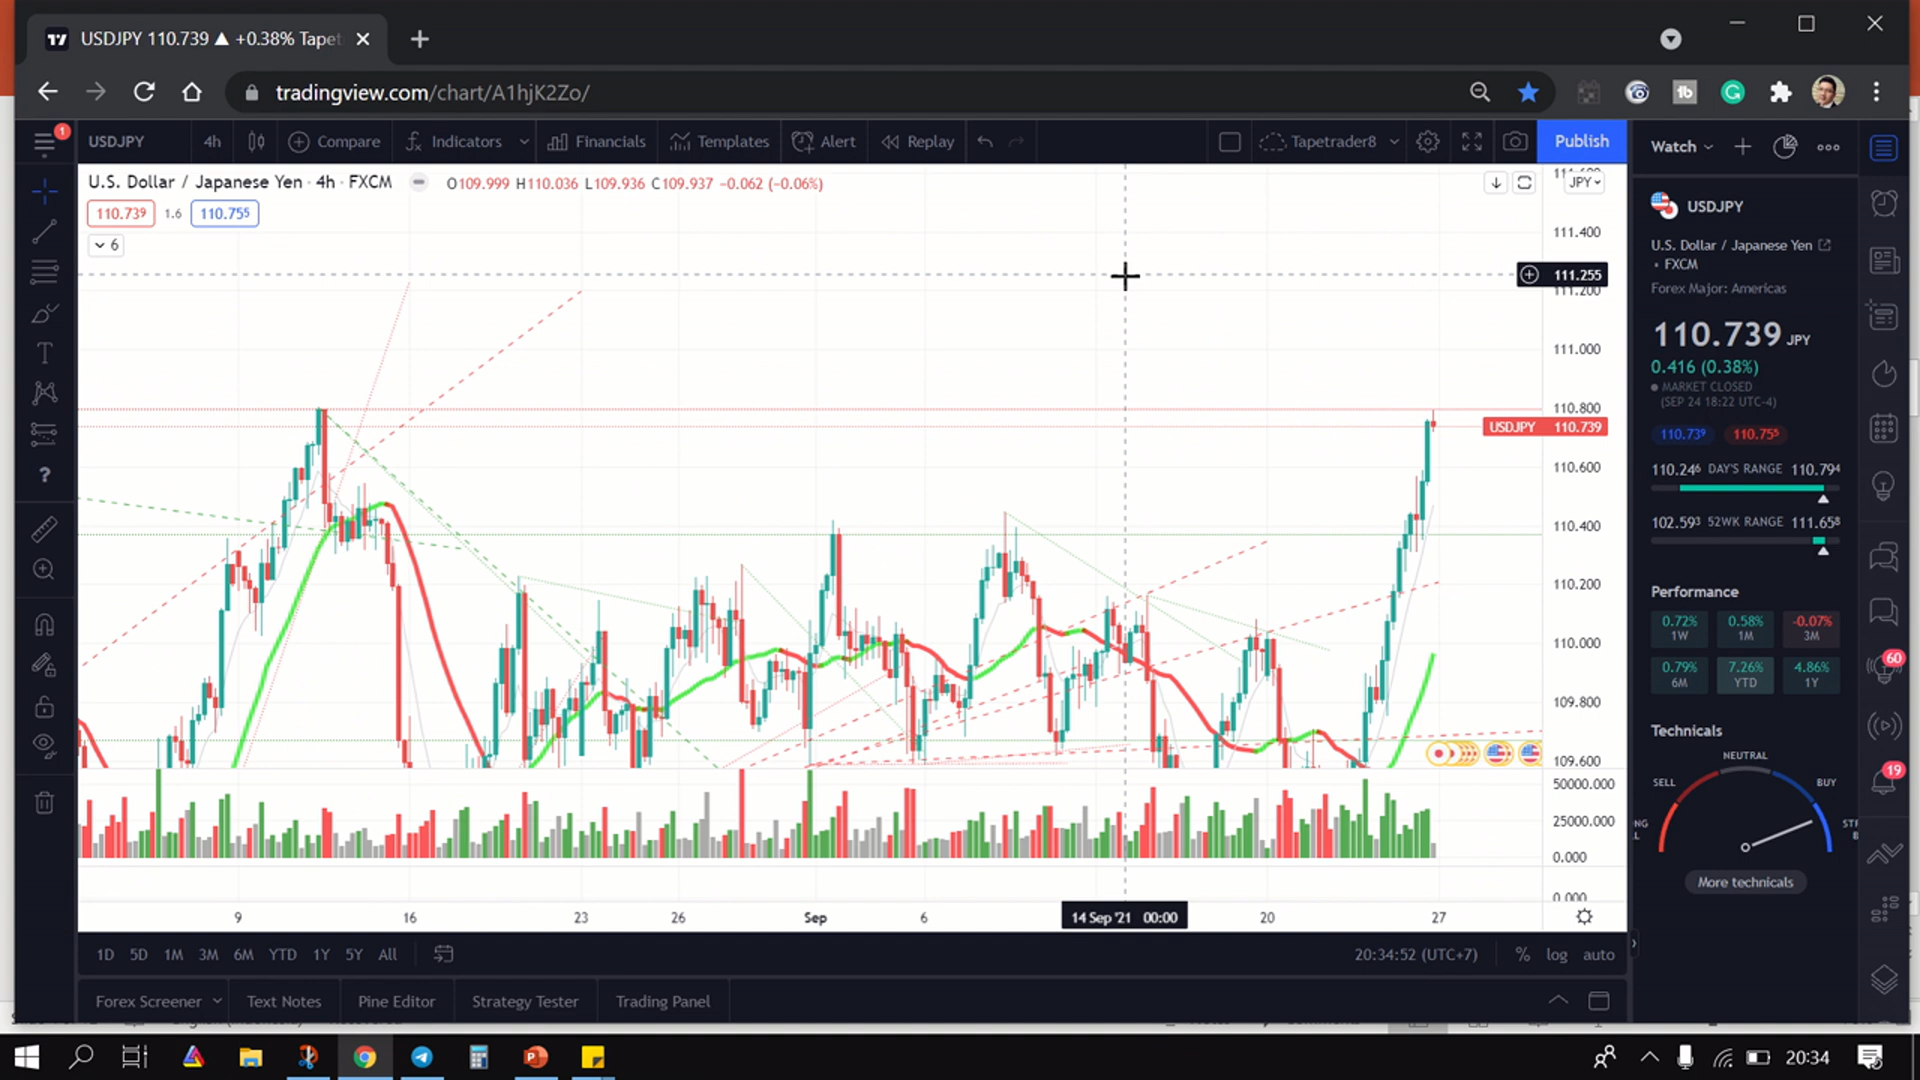 USDJPY 110.739 ▲ +0.38% Tapet
tradingview.com/chart/A1hjK2Zo/
1
USDJPY 4h Compare Indicators Financials Templates Alert Replay Tapetrader8 Publish
Watch
U.S. Dollar / Japanese Yen · 4h · FXCM
O109.999 H110.036 L109.936 C109.937 −0.062 (−0.06%)
JPY
110.739 1.6 110.755
6
111.400
111.255
111.200
111.000
110.800
USDJPY 110.739
110.600
110.400
110.200
110.000
109.800
109.600
50000.000
25000.000
0.000
0.000
9 16 23 26 Sep 6 14 Sep '21 00:00 20 27
1D 5D 1M 3M 6M YTD 1Y 5Y All
20:34:52 (UTC+7) % log auto
Forex Screener Text Notes Pine Editor Strategy Tester Trading Panel
USDJPY
U.S. Dollar / Japanese Yen
• FXCM
Forex Major: Americas
110.739 JPY
0.416 (0.38%)
MARKET CLOSED
(SEP 24 18:22 UTC-4)
110.739 110.755
110.246 DAY'S RANGE 110.794
102.593 52WK RANGE 111.658
Performance
0.72% 0.58% -0.07%
1W 1M 3M
0.79% 7.26% 4.86%
6M YTD 1Y
Technicals
NEUTRAL
SELL BUY
More technicals
60
19
20:34